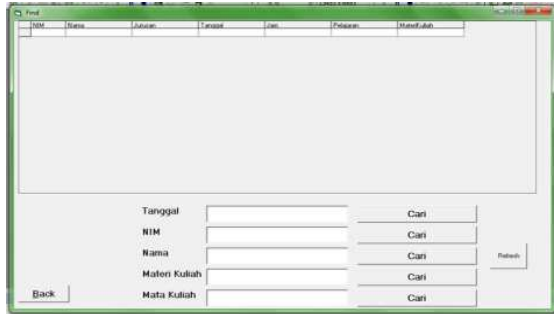 Find
NIM Nama Jurusan Tanggal Jam Pelajaran MateriKuliah
Tanggal Cari
NIM Cari
Nama Cari
Refresh
Materi Kuliah Cari
Back Mata Kuliah Cari